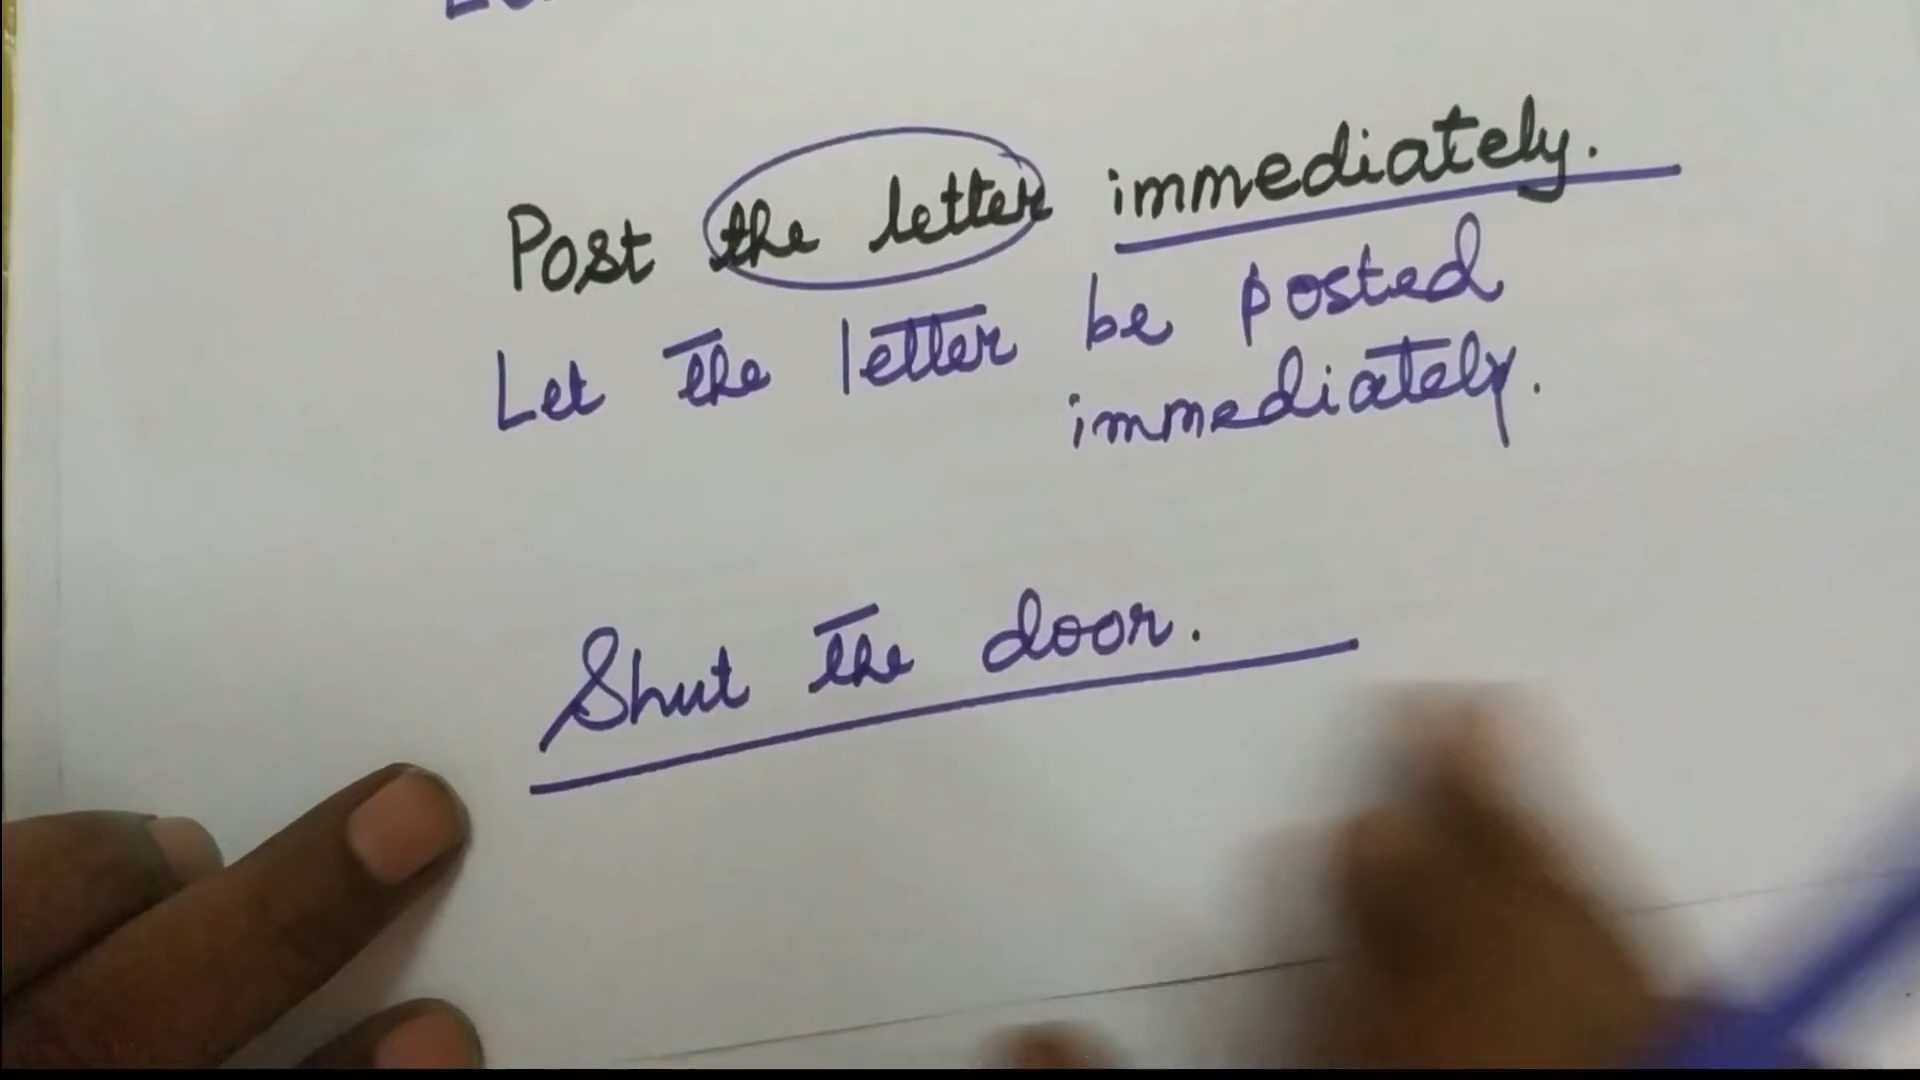 Post the letter immediately.
Let the letter be posted
immediately.
Shut the door.